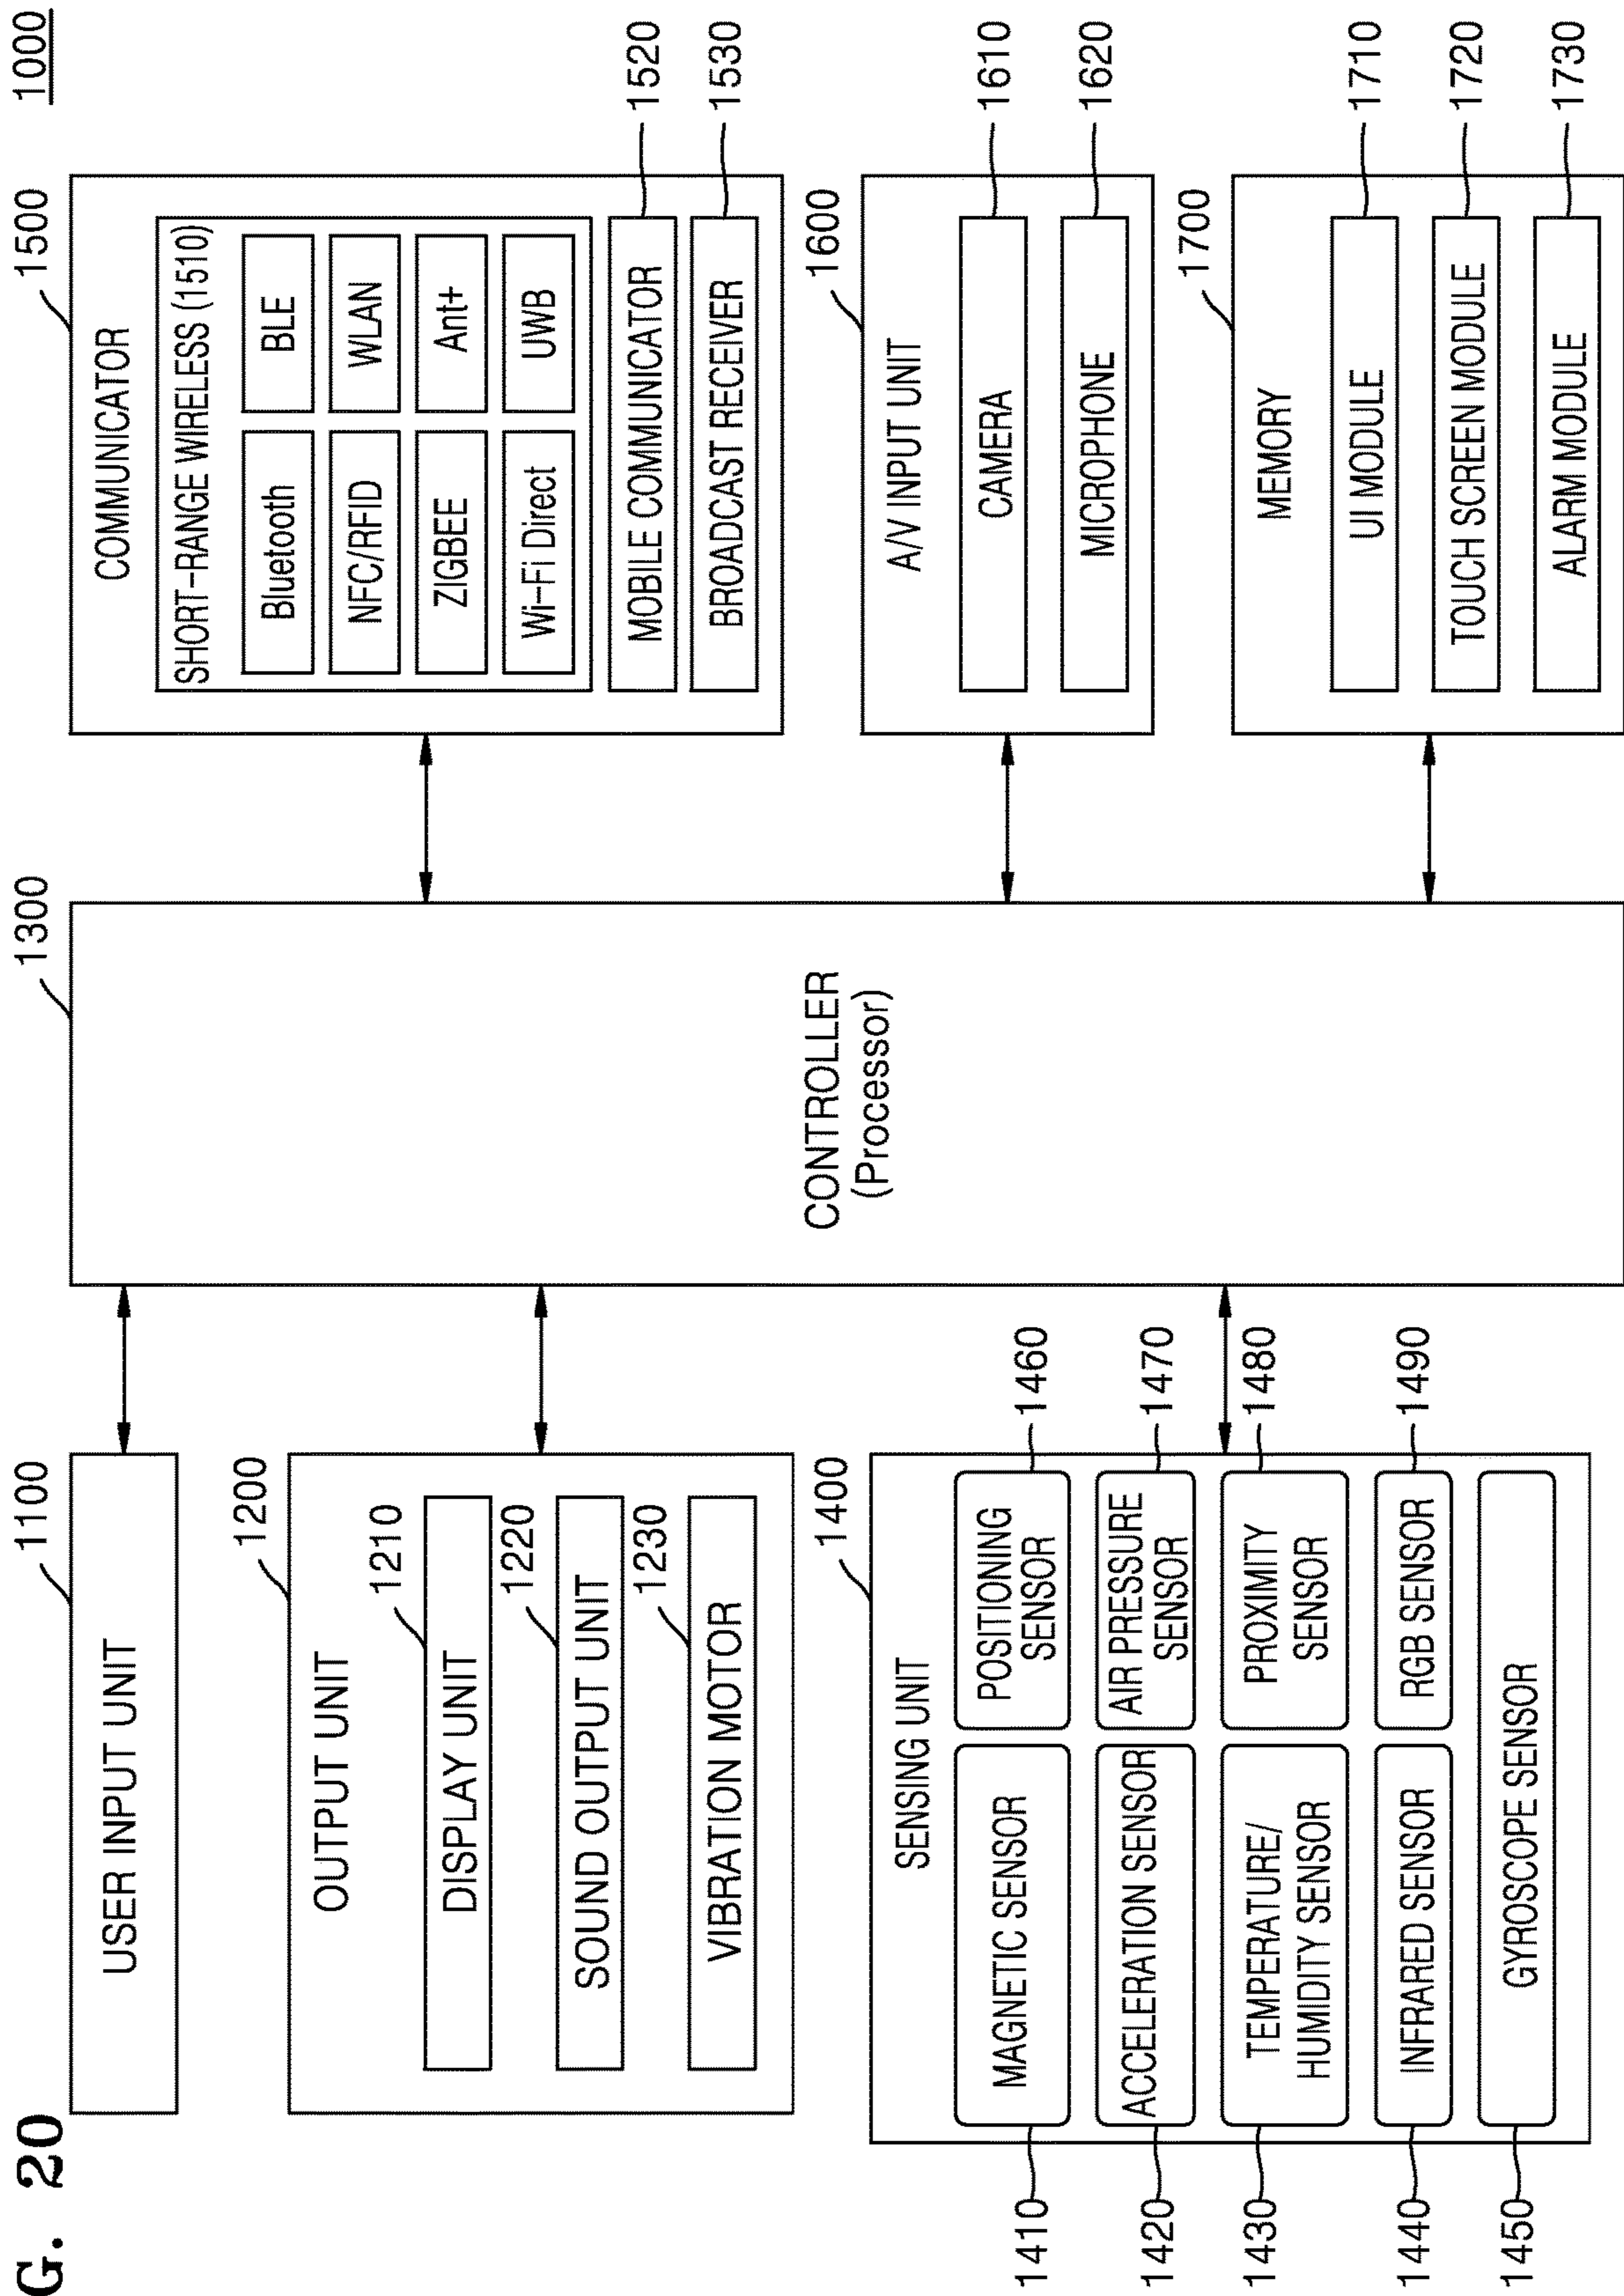 G. 20
1000
1100
USER INPUT UNIT
1200
OUTPUT UNIT
1210
DISPLAY UNIT
1220
SOUND OUTPUT UNIT
1230
VIBRATION MOTOR
1400
SENSING UNIT
1410
MAGNETIC SENSOR
POSITIONING
SENSOR
1460
1420
ACCELERATION SENSOR
AIR PRESSURE
SENSOR
1470
1430
TEMPERATURE/
HUMIDITY SENSOR
PROXIMITY
SENSOR
1480
1440
INFRARED SENSOR
RGB SENSOR
1490
1450
GYROSCOPE SENSOR
1300
CONTROLLER
(Processor)
1500
COMMUNICATOR
SHORT-RANGE WIRELESS (1510)
Bluetooth
BLE
NFC/RFID
WLAN
ZIGBEE
Ant+
Wi-Fi Direct
UWB
MOBILE COMMUNICATOR
1520
BROADCAST RECEIVER
1530
1600
A/V INPUT UNIT
CAMERA
1610
MICROPHONE
1620
1700
MEMORY
UI MODULE
1710
TOUCH SCREEN MODULE
1720
ALARM MODULE
1730